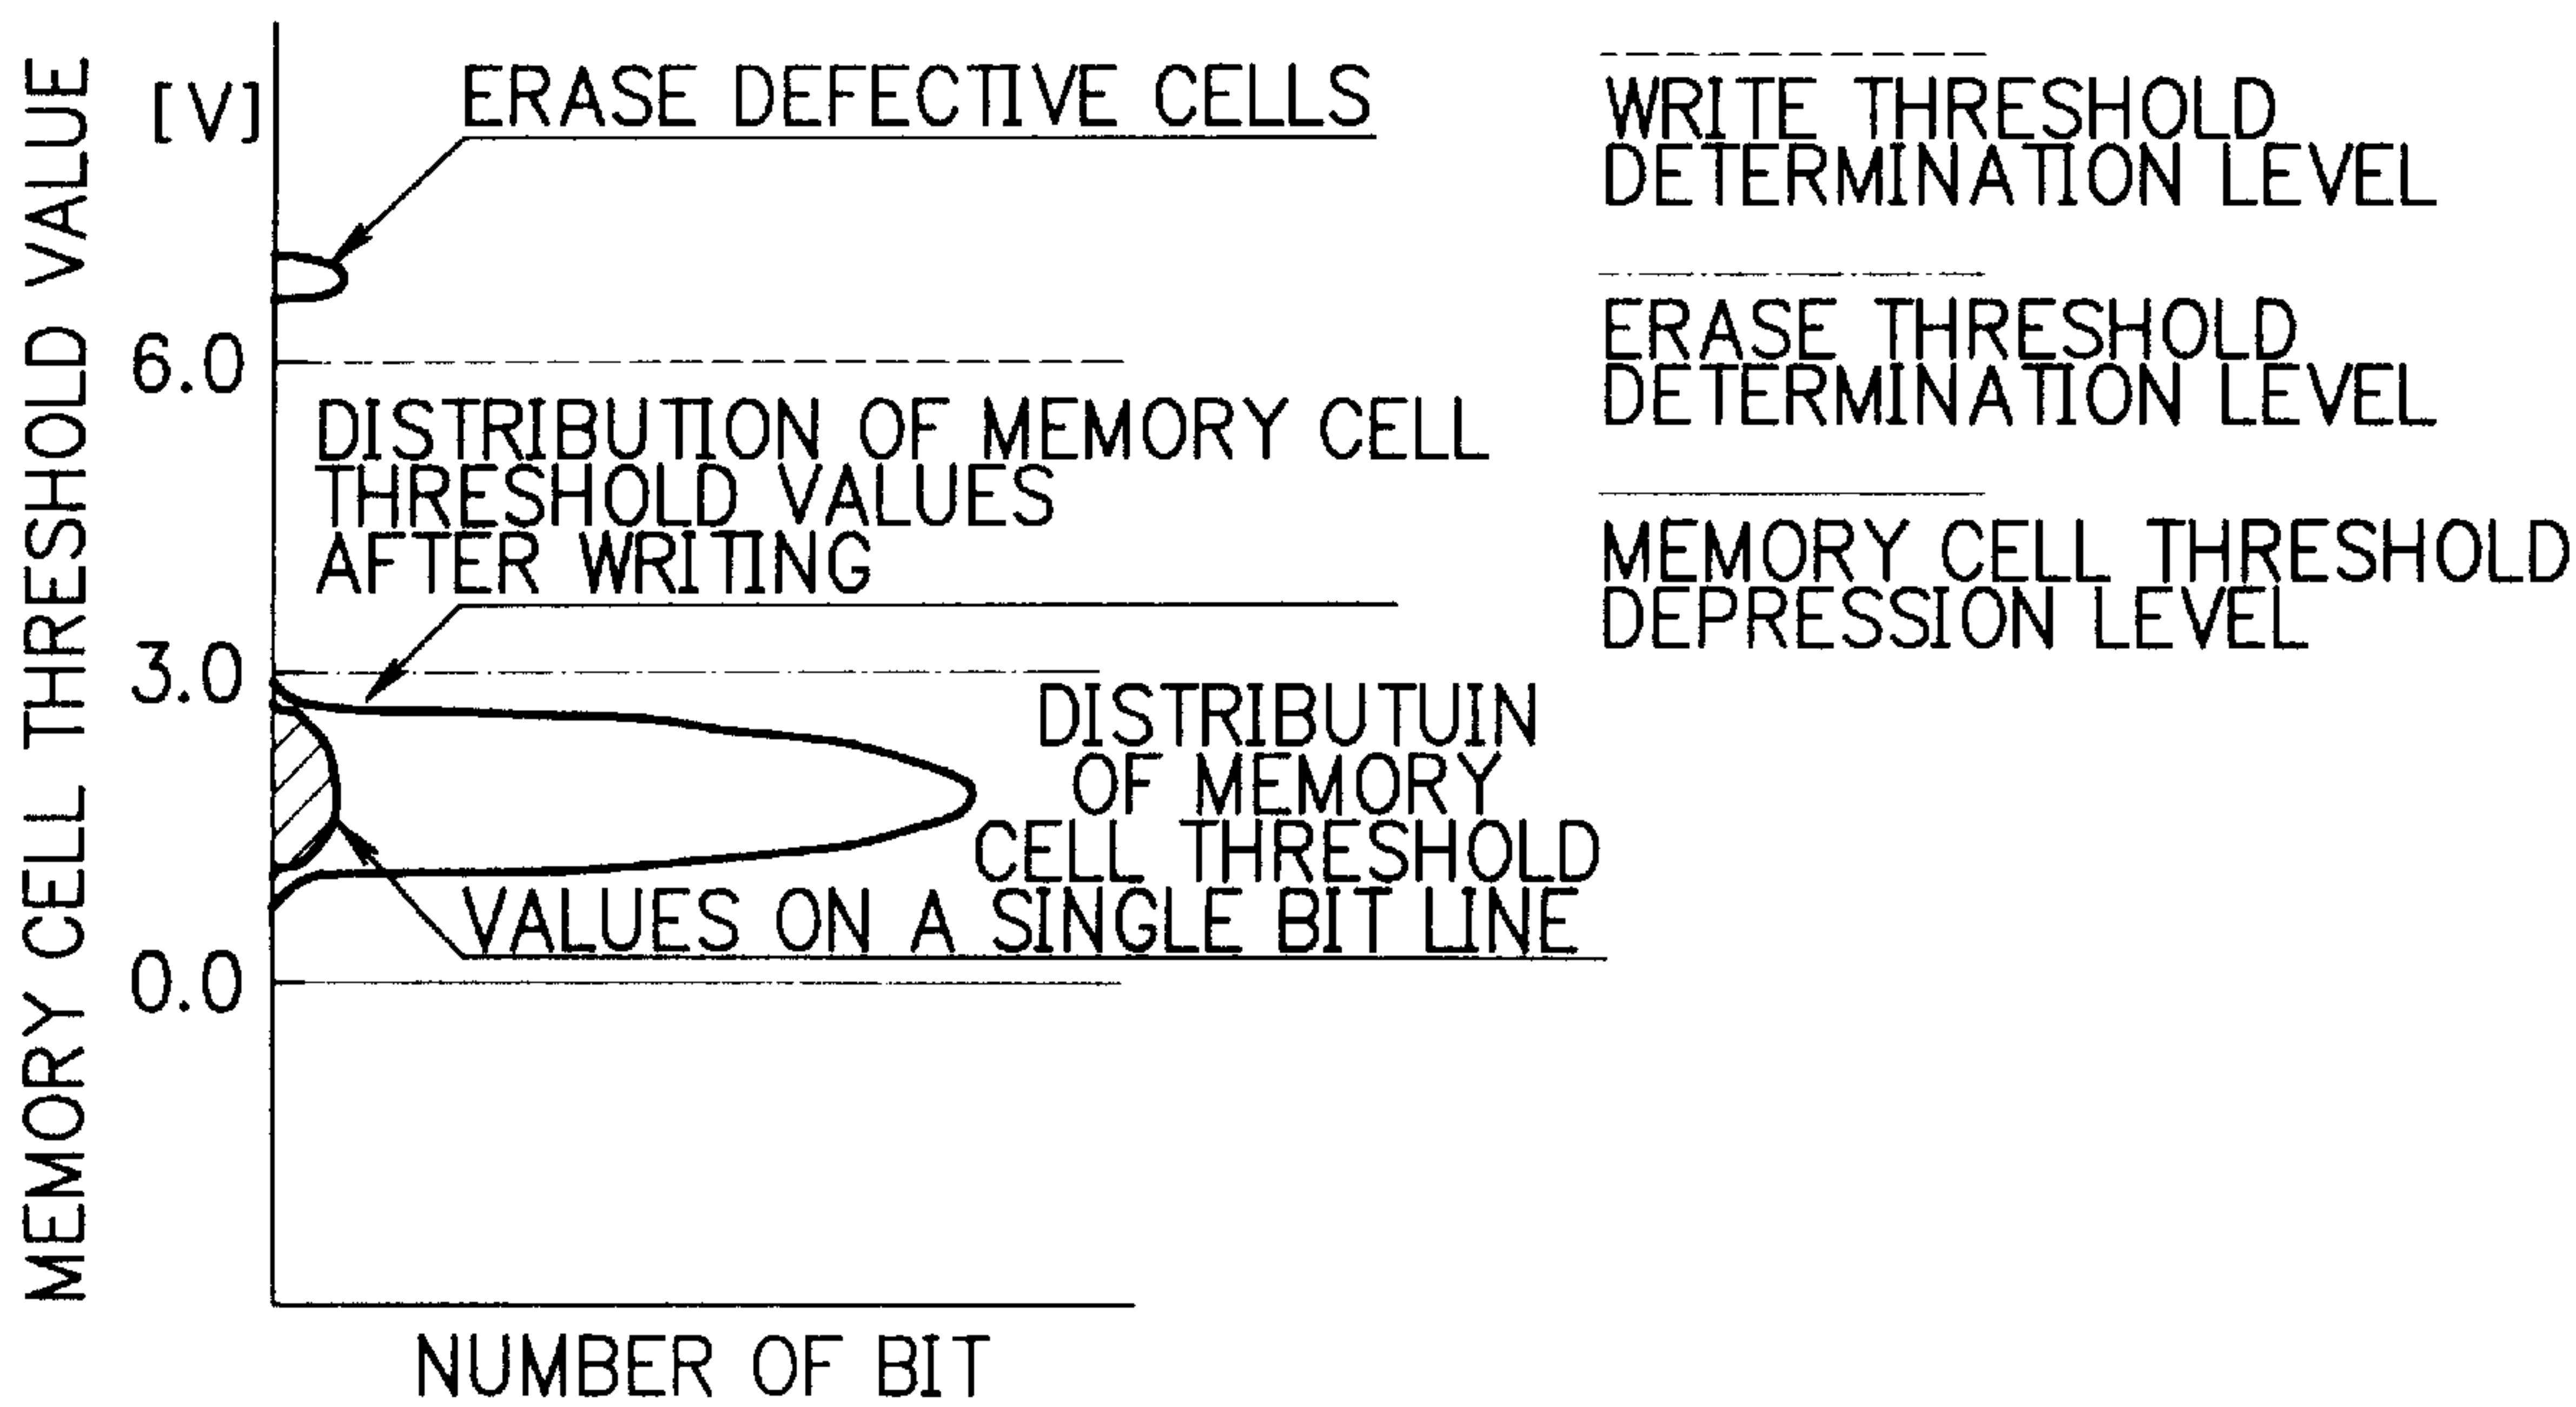 MEMORY CELL THRESHOLD VALUE
[V]
ERASE DEFECTIVE CELLS
6.0
DISTRIBUTION OF MEMORY CELL
THRESHOLD VALUES
AFTER WRITING
3.0
DISTRIBUTUIN
OF MEMORY
CELL THRESHOLD
VALUES ON A SINGLE BIT LINE
0.0
NUMBER OF BIT
WRITE THRESHOLD
DETERMINATION LEVEL
ERASE THRESHOLD
DETERMINATION LEVEL
MEMORY CELL THRESHOLD
DEPRESSION LEVEL